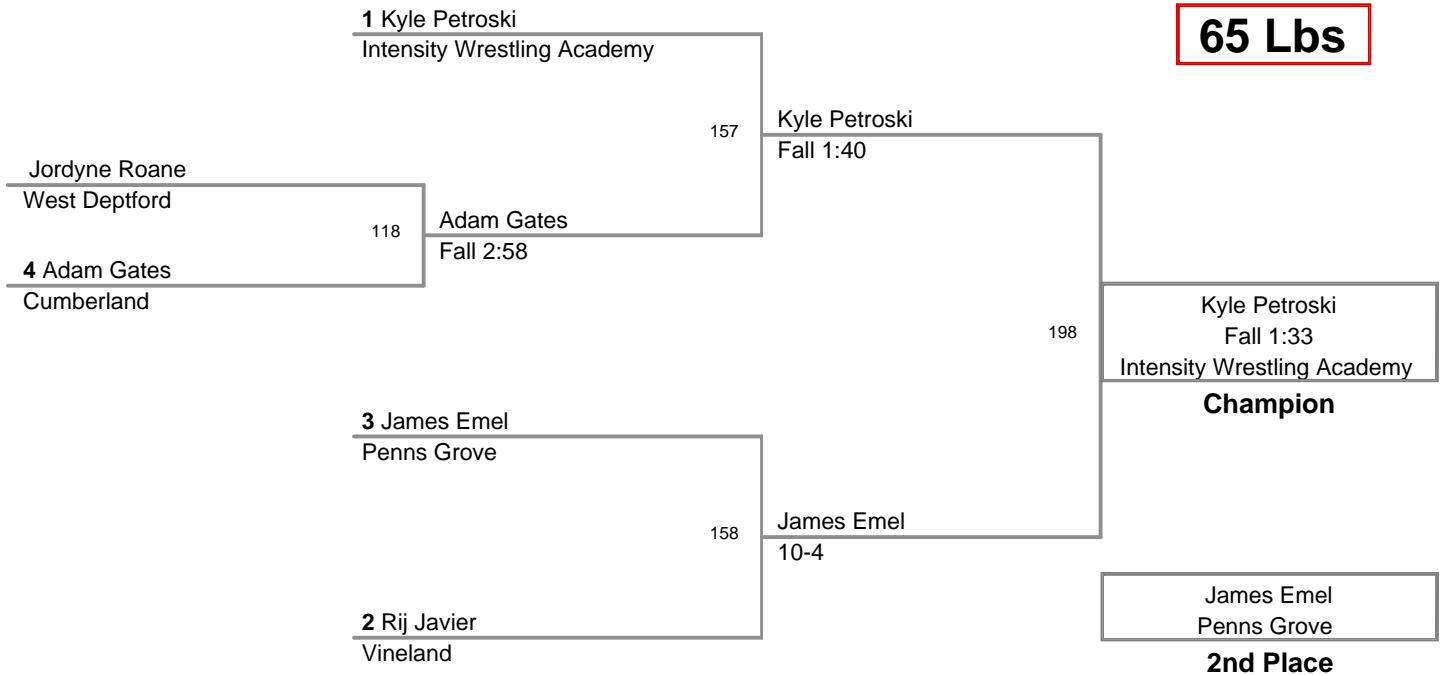 65 Lbs
1 Kyle Petroski
Intensity Wrestling Academy
157
Kyle Petroski
Fall 1:40
Jordyne Roane
West Deptford
118
Adam Gates
Fall 2:58
4 Adam Gates
Cumberland
198
Kyle Petroski
Fall 1:33
Intensity Wrestling Academy
Champion
3 James Emel
Penns Grove
158
James Emel
10-4
2 Rij Javier
Vineland
James Emel
Penns Grove
2nd Place